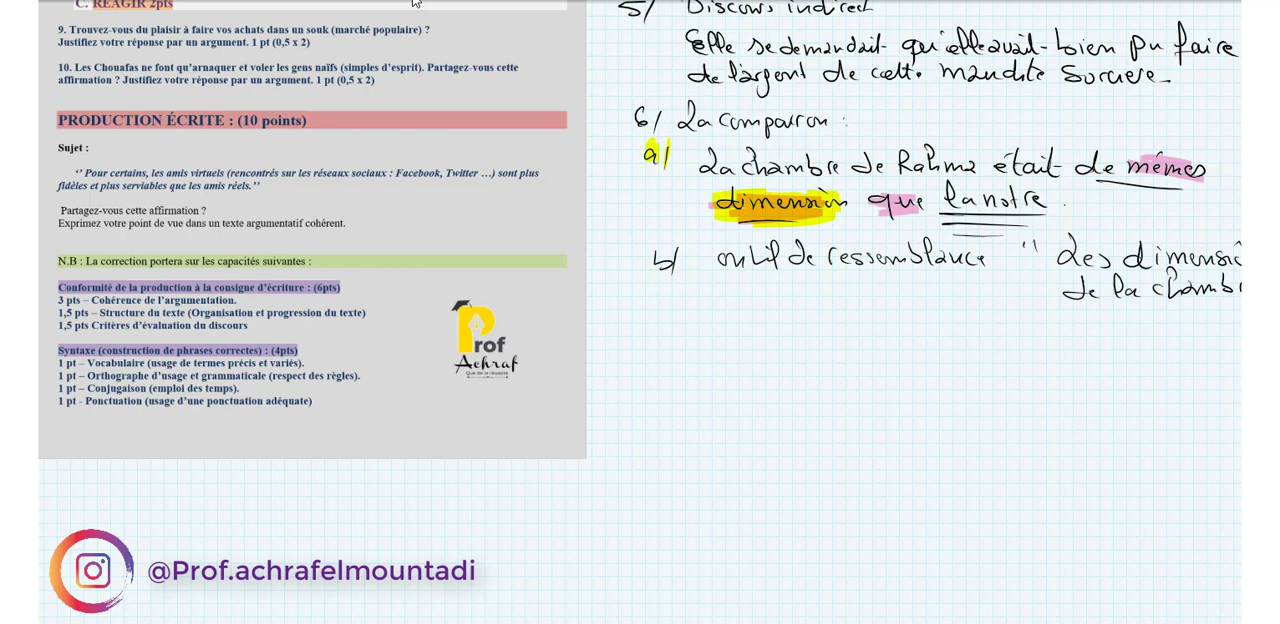 C. REAGIR 2pts
9. Trouvez-vous du plaisir à faire vos achats dans un souk (marché populaire) ?
Justifiez votre réponse par un argument. 1 pt (0,5 x 2)
10. Les Chouafas ne font qu'arnaquer et voler les gens naïfs (simples d'esprit). Partagez-vous cette
affirmation ? Justifiez votre réponse par un argument. 1 pt (0,5 x 2)
PRODUCTION ÉCRITE : (10 points)
Sujet :
‘’ Pour certains, les amis virtuels (rencontrés sur les réseaux sociaux : Facebook, Twitter …) sont plus
fidèles et plus serviables que les amis réels.’’
Partagez-vous cette affirmation ?
Exprimez votre point de vue dans un texte argumentatif cohérent.
N.B : La correction portera sur les capacités suivantes :
Conformité de la production à la consigne d'écriture : (6pts)
3 pts – Cohérence de l'argumentation.
1,5 pts – Structure du texte (Organisation et progression du texte)
1,5 pts Critères d'évaluation du discours
Syntaxe (construction de phrases correctes) : (4pts)
1 pt – Vocabulaire (usage de termes précis et variés).
1 pt – Orthographe d'usage et grammaticale (respect des règles).
1 pt – Conjugaison (emploi des temps).
1 pt - Ponctuation (usage d'une ponctuation adéquate)
Prof
Achraf
@Prof.achrafelmountadi
5/ Discours indirect
Elle se demandait qu'elle avait bien pu faire
de l'argent de cette maudite sorcière.
6/ La comparon :
a/ La chambre de Rahma était de mêmes
dimension que la notre.
b/ outil de ressemblance " Les dimensi
de la chamb